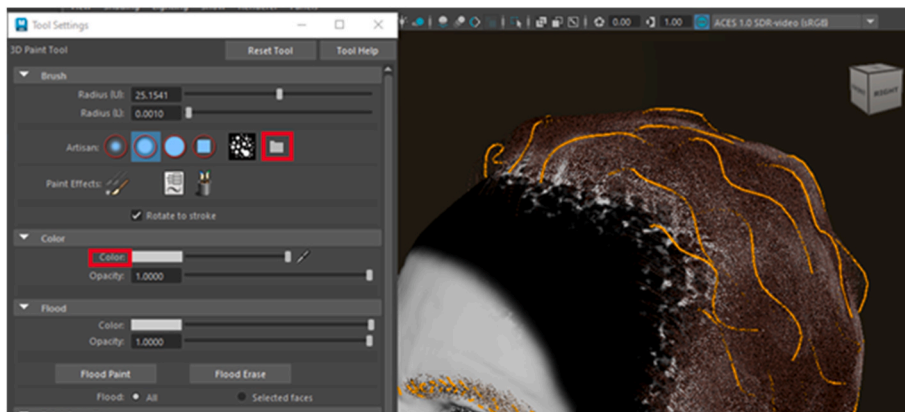 Tool Settings
3D Paint Tool
Reset Tool
Tool Help
Brush
Radius (U): 25.1541
Radius (L): 0.0010
Artisan:
Paint Effects:
Rotate to stroke
Color
Color:
Opacity: 1.0000
Flood
Color:
Opacity: 1.0000
Flood Paint
Flood Erase
Flood: All
Selected faces
0.00
1.00
ACES 1.0 SDR-video (sRGB)